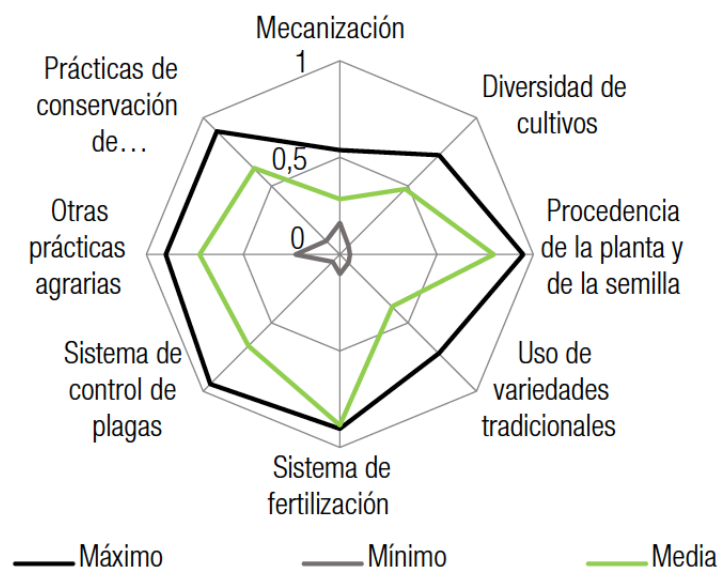 Mecanización
1
Prácticas de
conservación
de…
Diversidad de
cultivos
0,5
Otras
prácticas
agrarias
0
Procedencia
de la planta y
de la semilla
Sistema de
control de
plagas
Uso de
variedades
tradicionales
Sistema de
fertilización
Máximo
Mínimo
Media